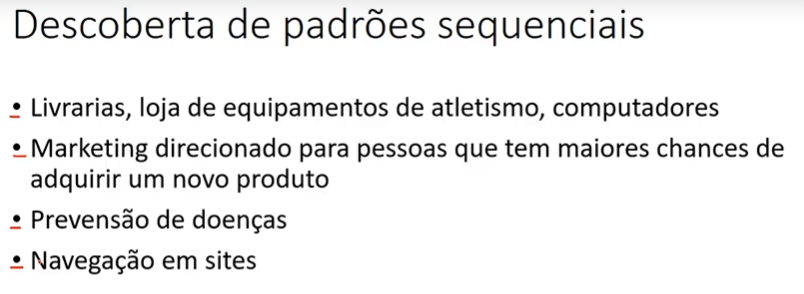 Descoberta de padrões sequenciais
• Livrarias, loja de equipamentos de atletismo, computadores
• Marketing direcionado para pessoas que tem maiores chances de
adquirir um novo produto
• Prevensão de doenças
• Navegação em sites